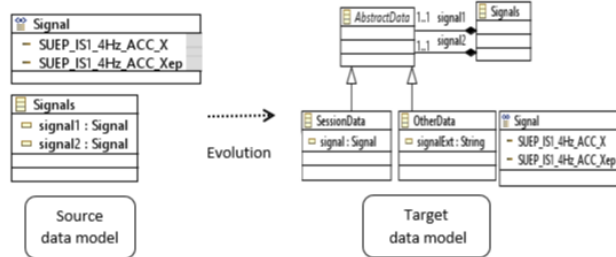 Signal
SUEP_IS1_4Hz_ACC_X
SUEP_IS1_4Hz_ACC_Xep
Signals
signal1 : Signal
signal2 : Signal
Source
data model
Evolution
AbstractData
1..1 signal1
1..1 signal2
Signals
SessionData
signal : Signal
OtherData
signalExt : String
Signal
SUEP_IS1_4Hz_ACC_X
SUEP_IS1_4Hz_ACC_Xep
Target
data model